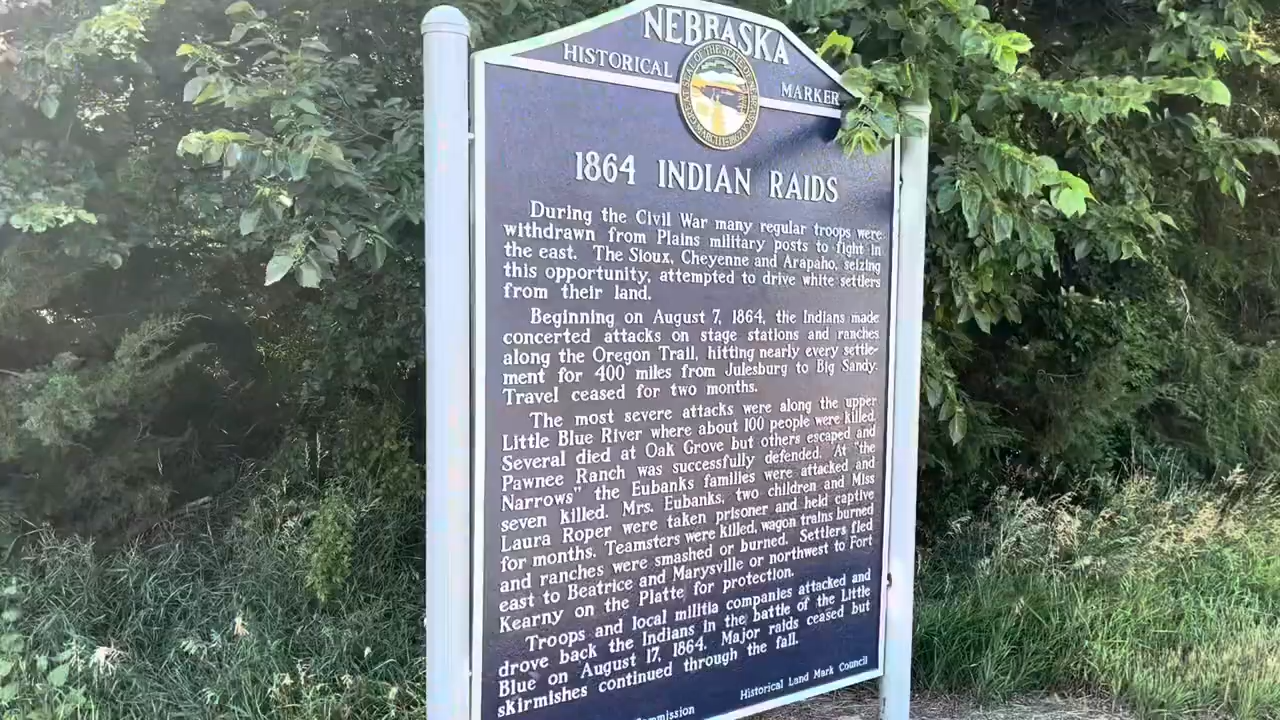 NEBRASKA
HISTORICAL
MARKER
1864 INDIAN RAIDS
During the Civil War many regular troops were
withdrawn from Plains military posts to fight in
the east. The Sioux, Cheyenne and Arapaho, seizing
this opportunity, attempted to drive white settlers
from their land.
Beginning on August 7, 1864, the Indians made
concerted attacks on stage stations and ranches
along the Oregon Trail, hitting nearly every settle-
ment for 400 miles from Julesburg to Big Sandy.
Travel ceased for two months.
The most severe attacks were along the upper
Little Blue River where about 100 people were killed.
Several died at Oak Grove but others escaped and
Pawnee Ranch was successfully defended. At "the
Narrows" the Eubanks families were attacked and
seven killed. Mrs. Eubanks, two children and Miss
Laura Roper were taken prisoner and held captive
for months. Teamsters were killed, wagon trains burned
and ranches were smashed or burned. Settlers fled
east to Beatrice and Marysville or northwest to Fort
Kearny on the Platte for protection.
Troops and local militia companies attacked and
drove back the Indians in the battle of the Little
Blue on August 17, 1864. Major raids ceased but
skirmishes continued through the fall.
Historical Land Mark Council